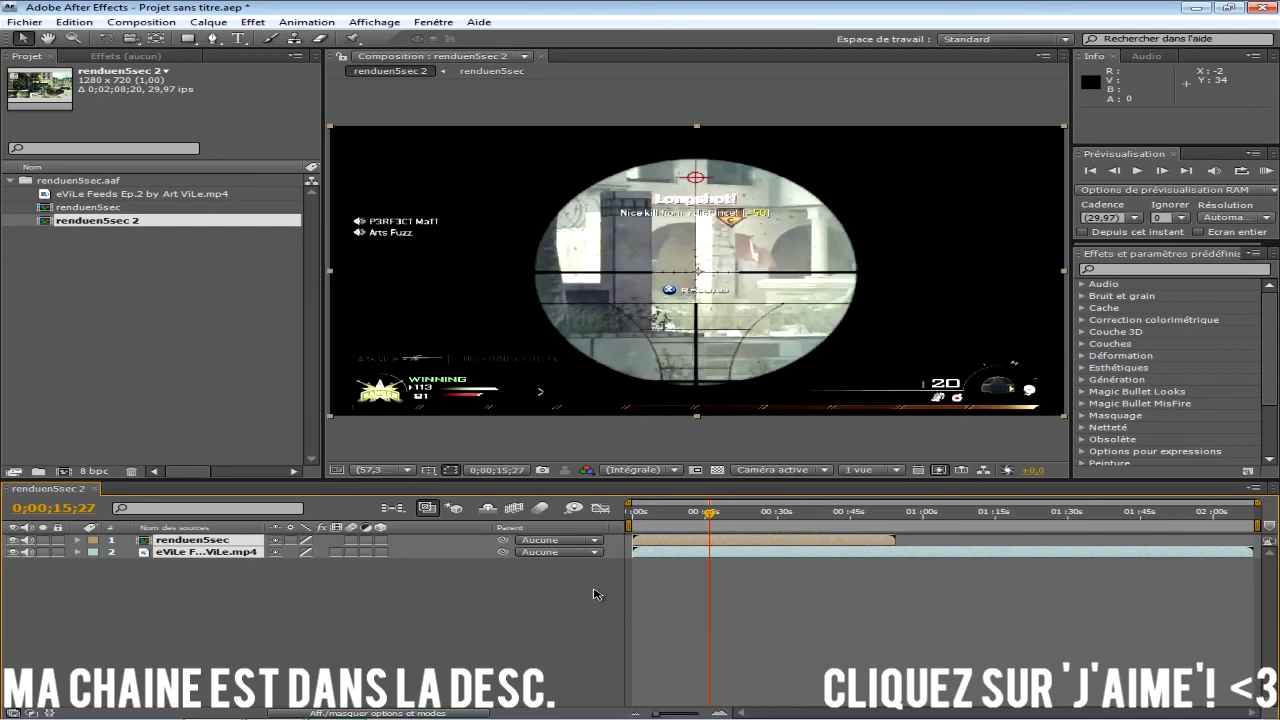 Adobe After Effects - Projet sans titre.aep *
Fichier Edition Composition Calque Effet Animation Affichage Fenêtre Aide
Espace de travail : Standard Rechercher dans l'aide
Projet Effets (aucun) Composition : renduen5sec 2 Info Audio
renduen5sec 2 renduen5sec
renduen5sec 2
1280 x 720 (1,00)
Δ 0;02;08;20, 29,97 ips
R :
V :
B :
A : 0
X : -2
Y : 34
Nom
renduen5sec.aaf
eViLe Feeds Ep.2 by Art ViLe.mp4
renduen5sec
renduen5sec 2
Longshot!
Nice kill from a distance! [+50]
P3RF3CT MaTT
Arts Fuzz
WINNING
113
91
20
Prévisualisation
Options de prévisualisation RAM
Cadence Ignorer Résolution
(29,97) 0 Automa...
Depuis cet instant Ecran entier
Effets et paramètres prédéfinis
Audio
Bruit et grain
Cache
Correction colorimétrique
Couche 3D
Couches
Déformation
Esthétiques
Génération
Magic Bullet Looks
Magic Bullet MisFire
Masquage
Netteté
Obsolète
Options pour expressions
Peinture
8 bpc
(57,3... 0;00;15;27 (Intégrale) Caméra active 1 vue +0,0
renduen5sec 2
0;00;15;27
00:30s 00:45s 01:00s 01:15s 01:30s 01:45s 02:00s
Nom des sources Parent
1 renduen5sec Aucune
2 eViLe F...ViLe.mp4 Aucune
MA CHAINE EST DANS LA DESC.
CLIQUEZ SUR 'J'AIME'! <3
Aff./masquer options et modes